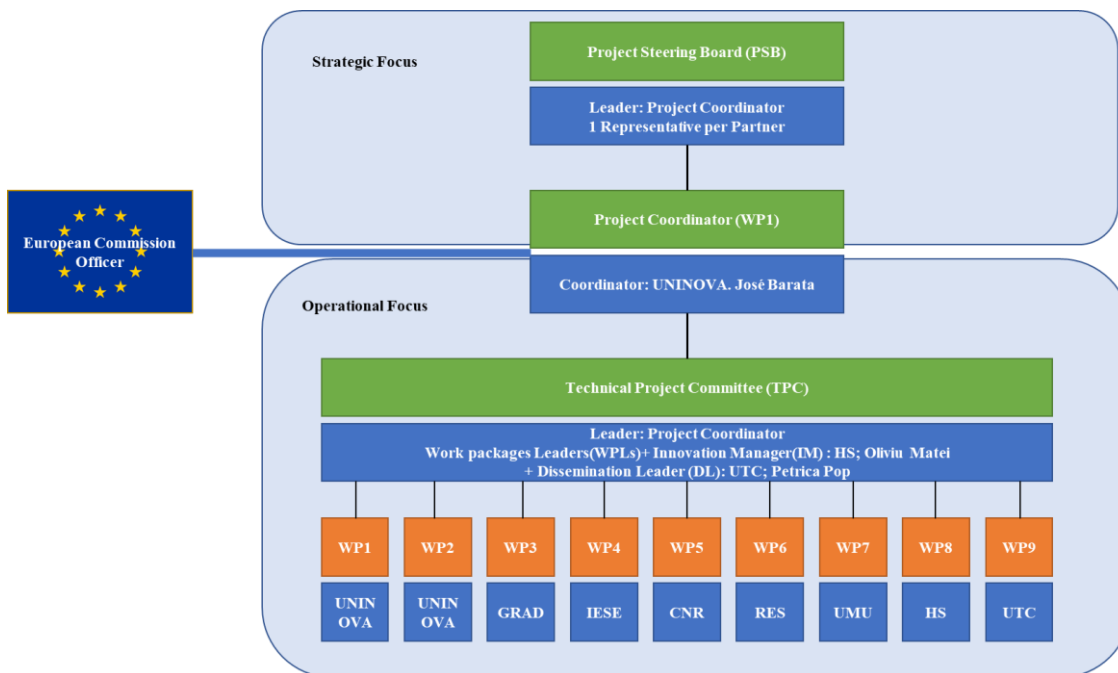 Strategic Focus
Project Steering Board (PSB)
Leader: Project Coordinator
1 Representative per Partner
European Commission
Officer
Project Coordinator (WP1)
Coordinator: UNINOVA. José Barata
Operational Focus
Technical Project Committee (TPC)
Leader: Project Coordinator
Work packages Leaders(WPLs)+ Innovation Manager(IM) : HS; Oliviu Matei
+ Dissemination Leader (DL): UTC; Petrica Pop
WP1 WP2 WP3 WP4 WP5 WP6 WP7 WP8 WP9
UNIN UNIN GRAD IESE CNR RES UMU HS UTC
OVA OVA